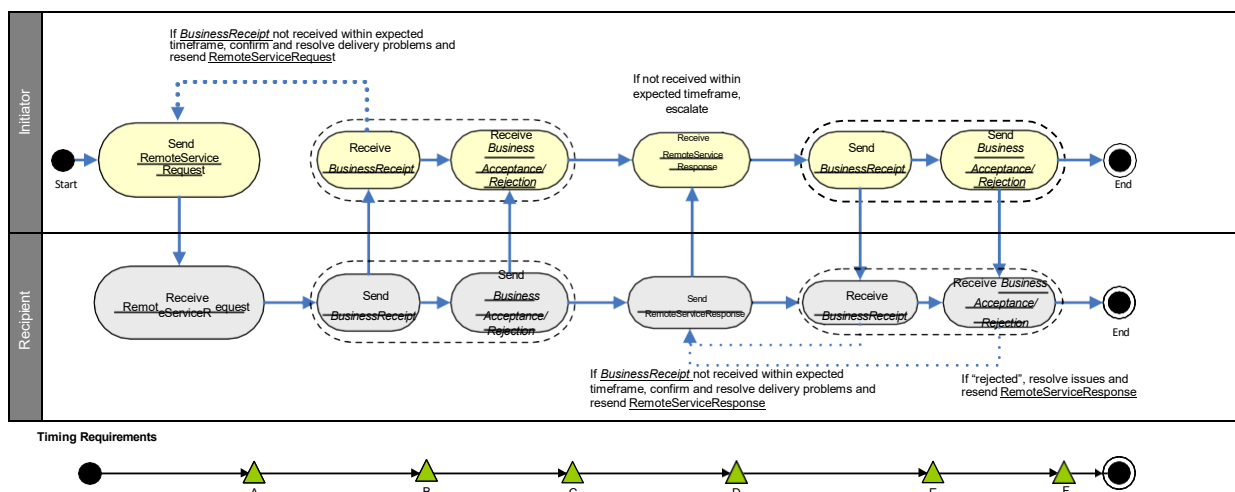 Initiator
If BusinessReceipt not received within expected
timeframe, confirm and resolve delivery problems and
resend RemoteServiceRequest
If not received within
expected timeframe,
escalate
Start
Send
RemoteService
Request
Receive
BusinessReceipt
Receive
Business
Acceptance/
Rejection
Receive
RemoteService
Response
Send
BusinessReceipt
Send
Business
Acceptance/
Rejection
End
Recipient
Receive
Remot eServiceR equest
Send
BusinessReceipt
Send
Business
Acceptance/
Rejection
Send
RemoteServiceResponse
Receive
BusinessReceipt
Receive Business
Acceptance/
Rejection
End
If BusinessReceipt not received within expected
timeframe, confirm and resolve delivery problems and
resend RemoteServiceResponse
If “rejected”, resolve issues and
resend RemoteServiceResponse
Timing Requirements
A
B
C
D
E
F